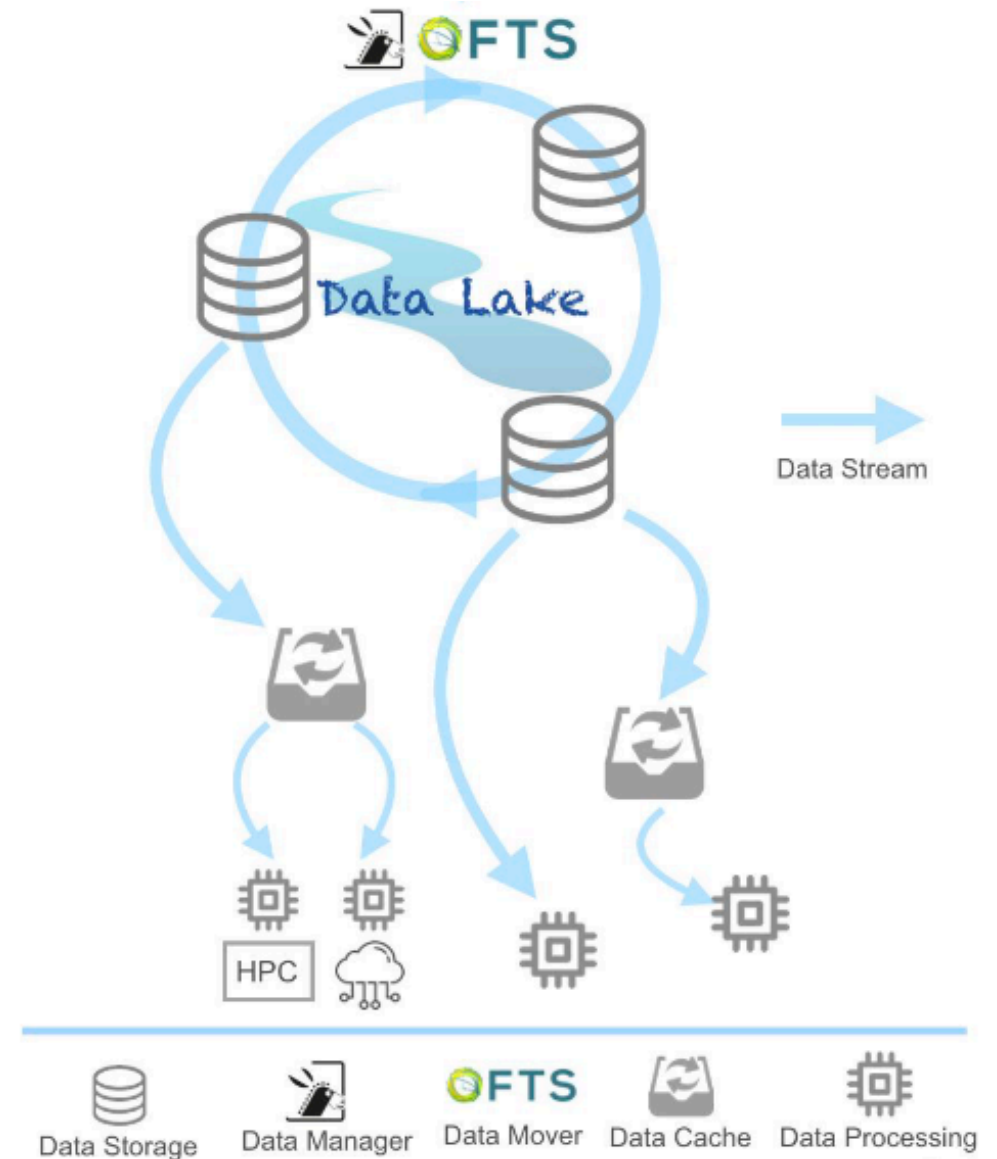 FTS
Data Lake
Data Stream
HPC
Data Storage
Data Manager
FTS
Data Mover
Data Cache
Data Processing